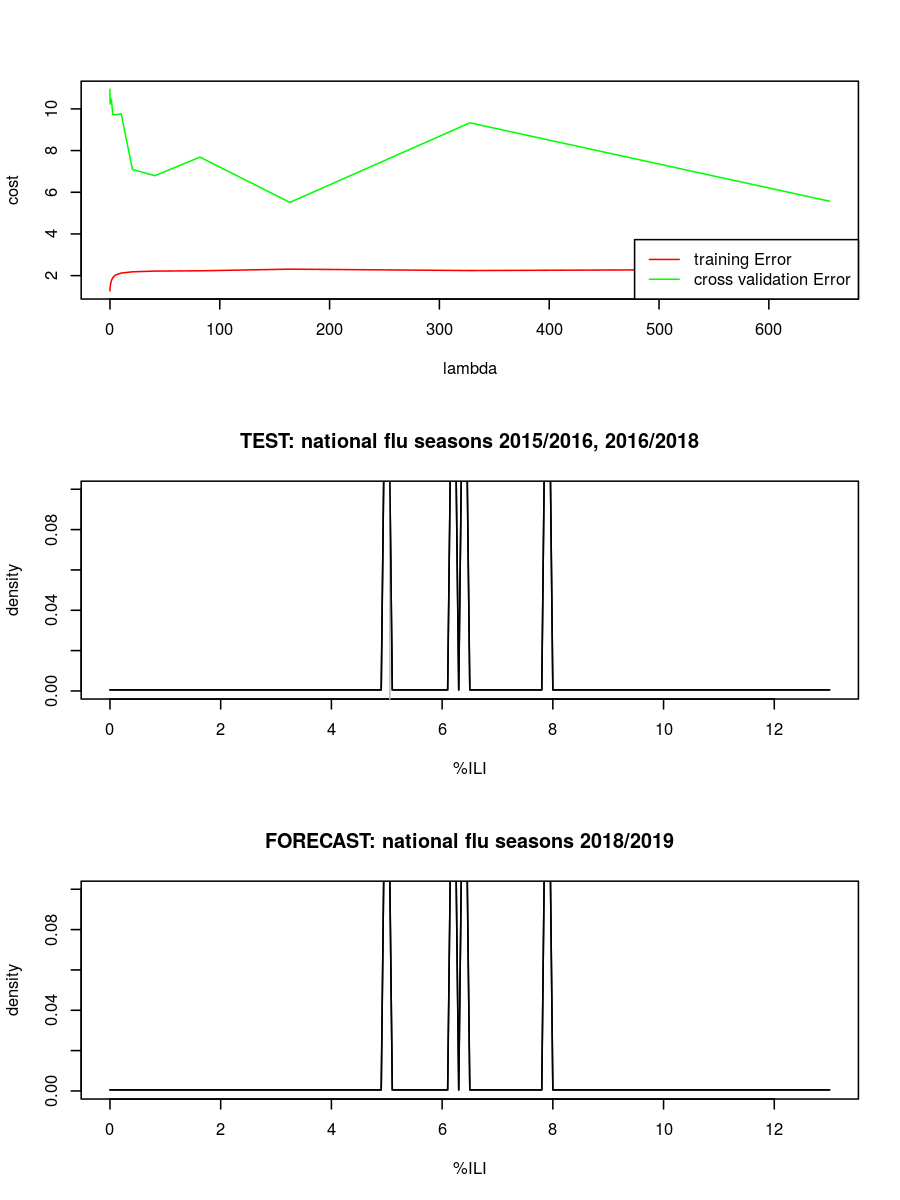 10
8
6
4
2
cost
training Error
cross validation Error
0 100 200 300 400 500 600
lambda
TEST: national flu seasons 2015/2016, 2016/2018
0.08
0.04
0.00
density
0 2 4 6 8 10 12
%ILI
FORECAST: national flu seasons 2018/2019
0.08
0.04
0.00
density
0 2 4 6 8 10 12
%ILI